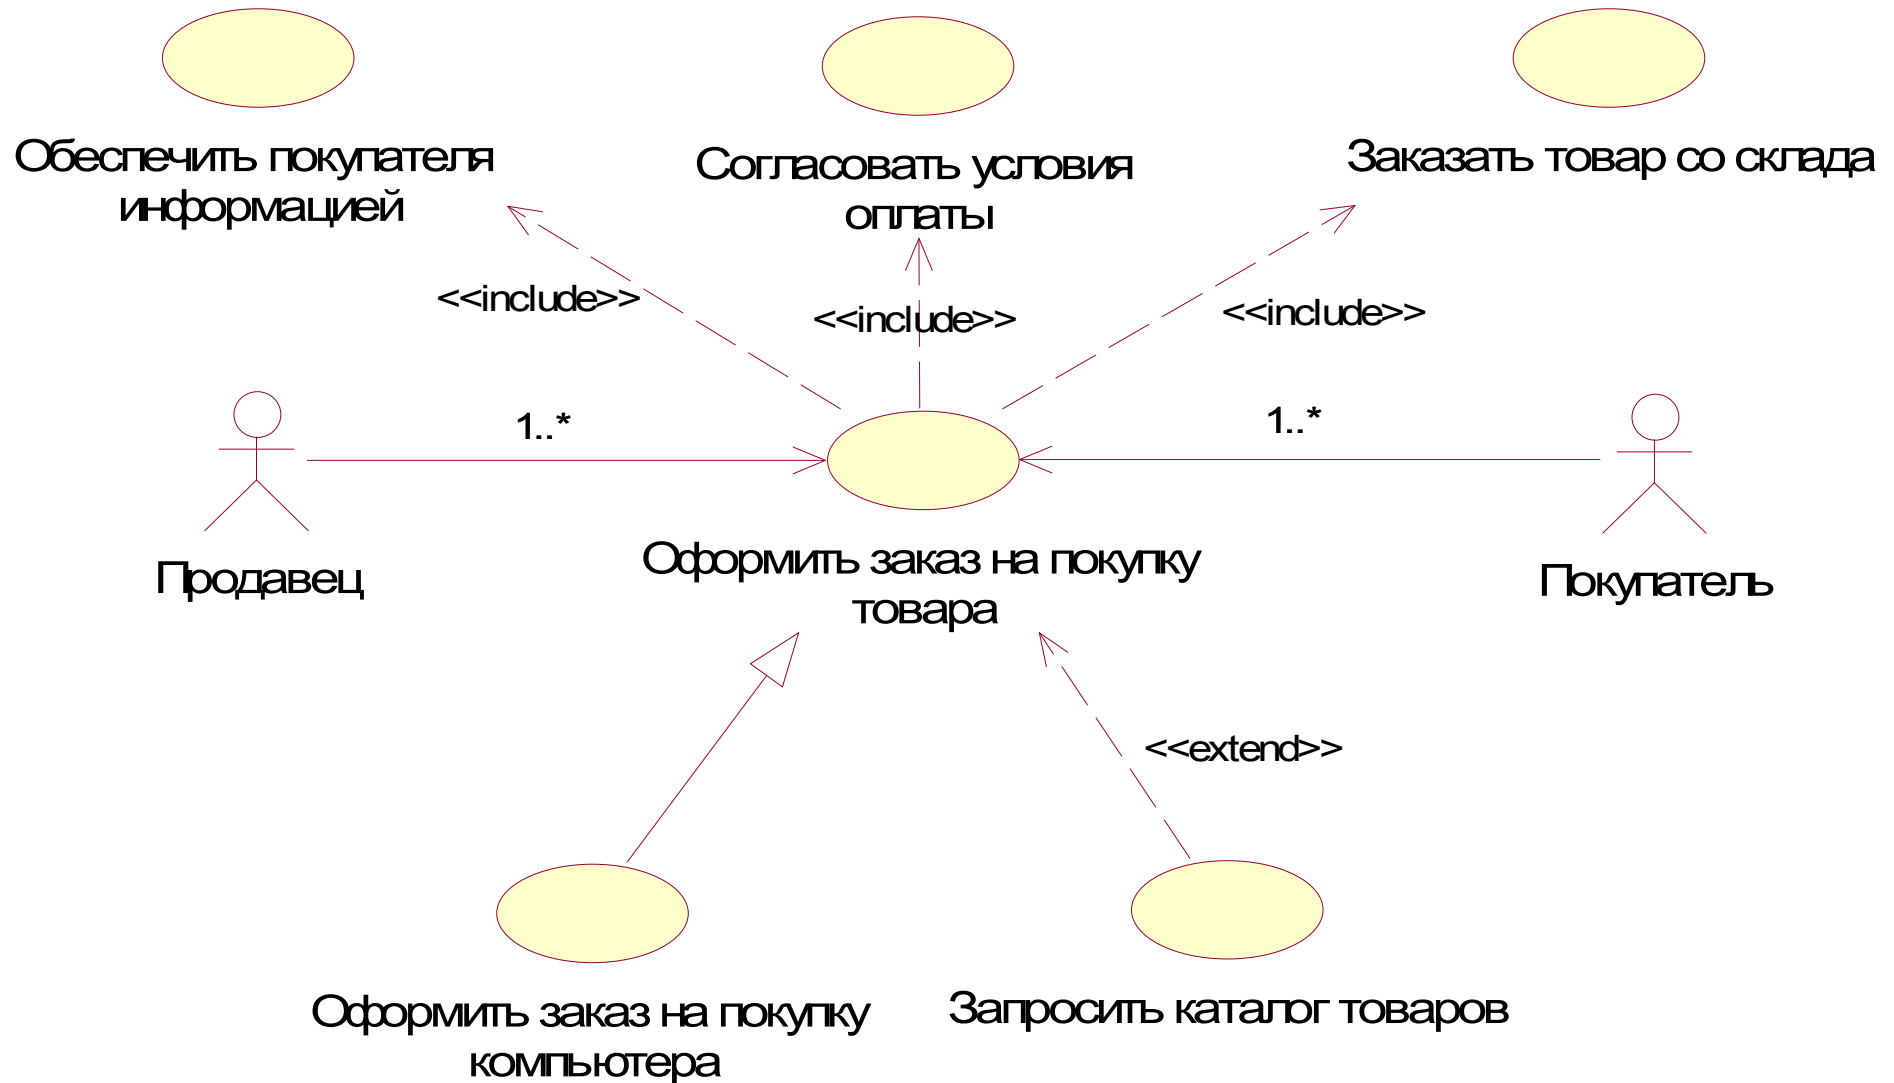 Обеспечить покупателя
информацией
Согласовать условия
оплаты
Заказать товар со склада
<<include>>
<<include>>
<<include>>
1..*
1..*
Продавец
Оформить заказ на покупку
товара
Покупатель
<<extend>>
Оформить заказ на покупку
компьютера
Запросить каталог товаров